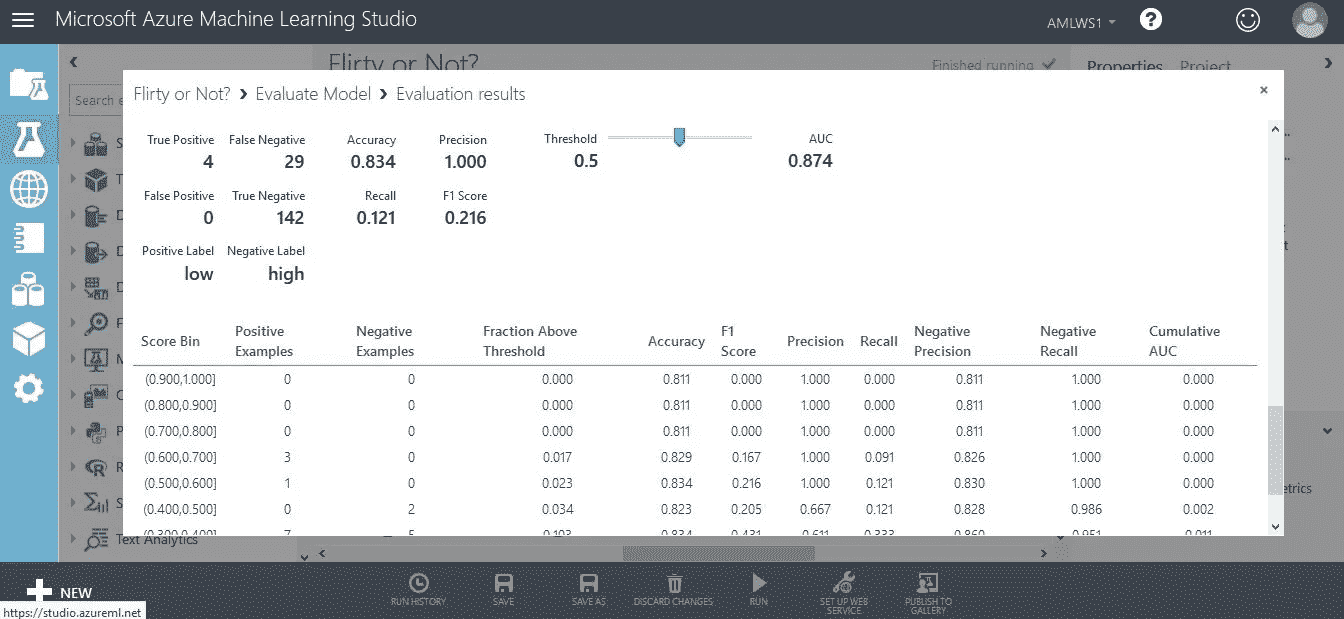 Microsoft Azure Machine Learning Studio
AMLWS1
Flirty or Not?
Finished running
Properties Project
Search
Flirty or Not? > Evaluate Model > Evaluation results
×
True Positive False Negative Accuracy Precision Threshold AUC
4 29 0.834 1.000 0.5 0.874
False Positive True Negative Recall F1 Score
0 142 0.121 0.216
Positive Label Negative Label
low high
Score Bin Positive Examples Negative Examples Fraction Above Threshold Accuracy F1 Score Precision Recall Negative Precision Negative Recall Cumulative AUC
(0.900,1.000] 0 0 0.000 0.811 0.000 1.000 0.000 0.811 1.000 0.000
(0.800,0.900] 0 0 0.000 0.811 0.000 1.000 0.000 0.811 1.000 0.000
(0.700,0.800] 0 0 0.000 0.811 0.000 1.000 0.000 0.811 1.000 0.000
(0.600,0.700] 3 0 0.017 0.829 0.167 1.000 0.091 0.826 1.000 0.000
(0.500,0.600] 1 0 0.023 0.834 0.216 1.000 0.121 0.830 1.000 0.000
(0.400,0.500] 0 2 0.034 0.823 0.205 0.667 0.121 0.828 0.986 0.002
(0.300,0.400] 7 5 0.103 0.834 0.431 0.611 0.333 0.860 0.951 0.011
Text Analytics
NEW
RUN HISTORY
SAVE
SAVE AS
DISCARD CHANGES
RUN
SET UP WEB SERVICE
PUBLISH TO GALLERY
https://studio.azureml.net